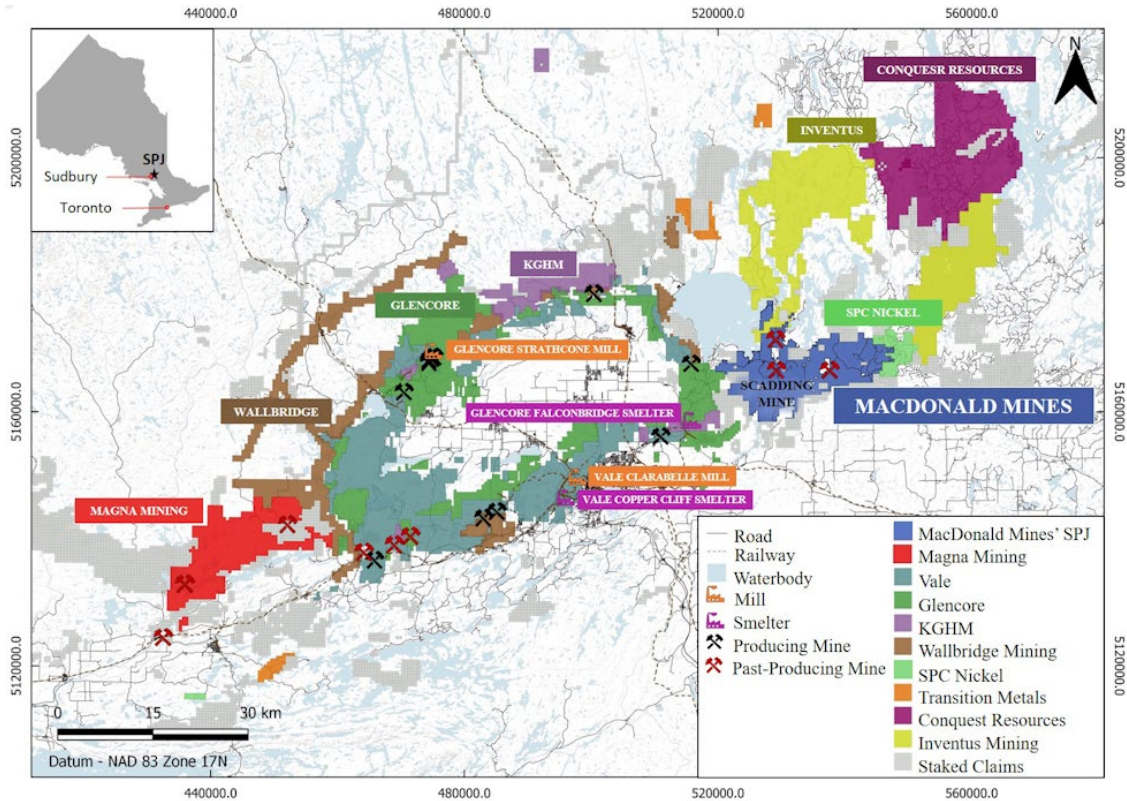 440000.0
480000.0
520000.0
560000.0
N
SPJ
Sudbury
Toronto
CONQUESR RESOURCES
INVENTUS
5200000.0
5200000.0
KGHM
GLENCORE
SPC NICKEL
GLENCORE STRATHCONE MILL
SCADDING
MINE
MACDONALD MINES
WALLBRIDGE
GLENCORE FALCONBRIDGE SMELTER
5160000.0
5160000.0
VALE CLARABELLE MILL
VALE COPPER CLIFF SMELTER
MAGNA MINING
Road
Railway
Waterbody
Mill
Smelter
Producing Mine
Past-Producing Mine
MacDonald Mines' SPJ
Magna Mining
Vale
Glencore
KGHM
Wallbridge Mining
SPC Nickel
Transition Metals
Conquest Resources
Inventus Mining
Staked Claims
5120000.0
5120000.0
0 15 30 km
Datum - NAD 83 Zone 17N
440000.0
480000.0
520000.0
560000.0